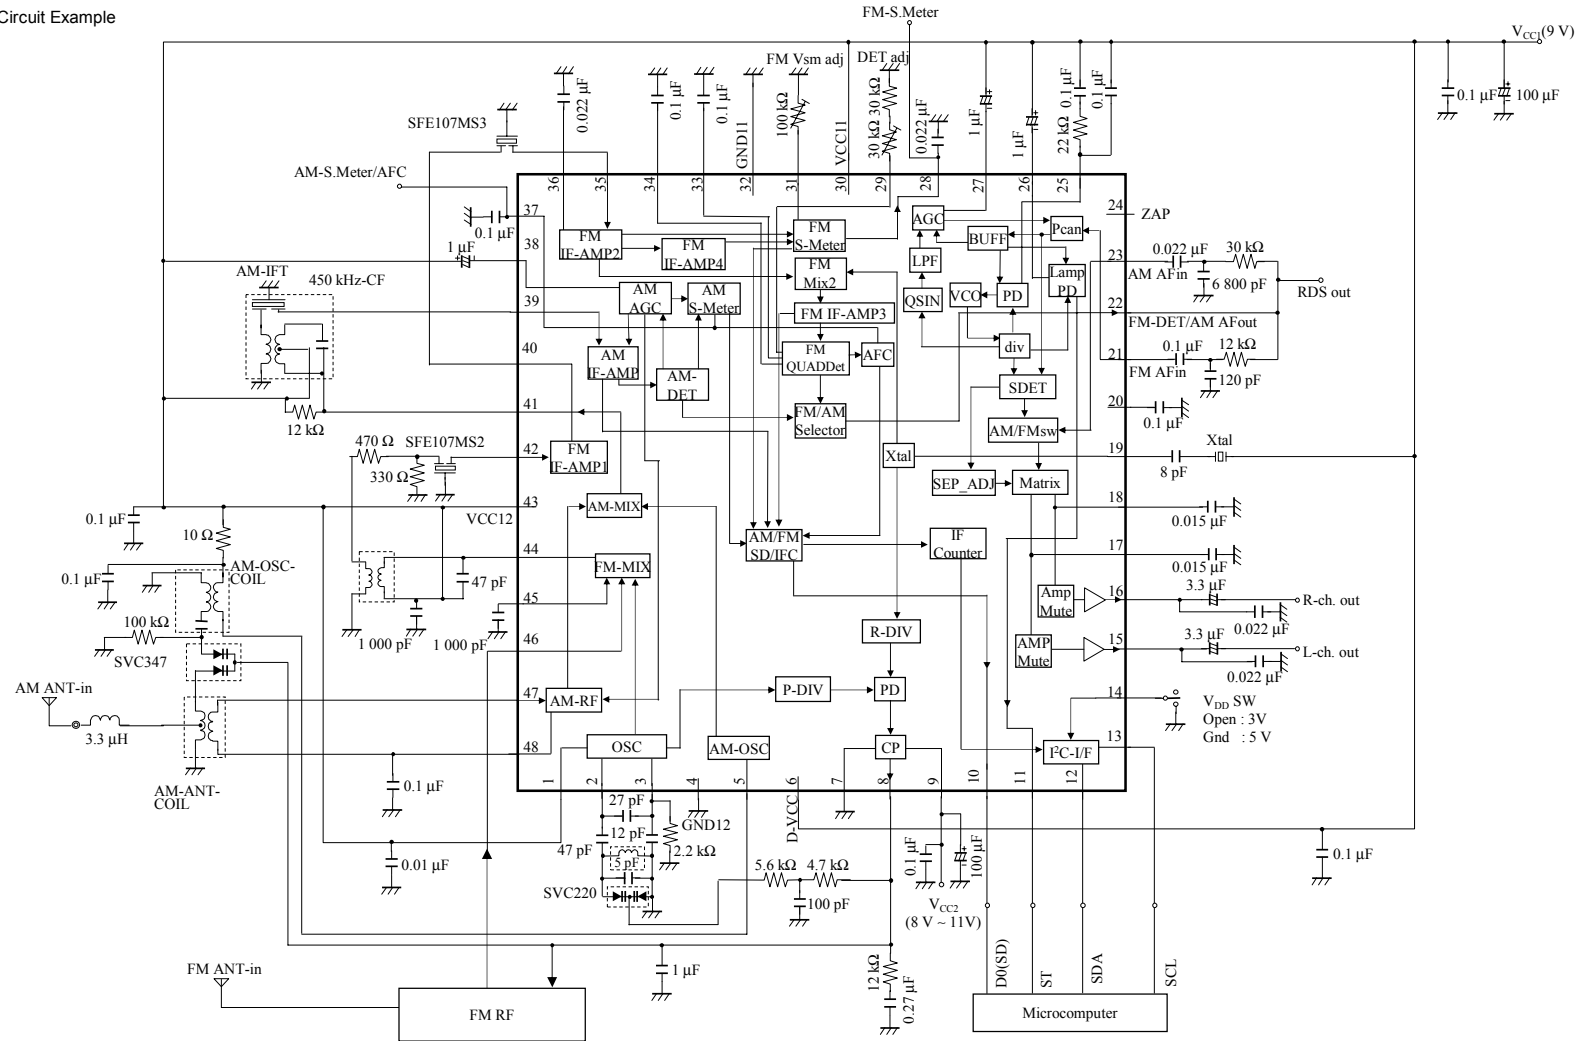 Circuit Example
FM-S.Meter
V_CC1(9 V)
FM Vsm adj
DET adj
0.022 µF
0.1 µF
0.1 µF
GND11
100 kΩ
VCC11
30 kΩ 30 kΩ
0.022 µF
1 µF
1 µF
22 kΩ
0.1 µF
0.1 µF
0.1 µF
100 µF
SFE107MS3
AM-S.Meter/AFC
36
35
34
33
32
31
30
29
28
27
26
25
37
0.1 µF
38
1 µF
AM-IFT
450 kHz-CF
39
40
41
12 kΩ
470 Ω
SFE107MS2
330 Ω
42
43
VCC12
0.1 µF
10 Ω
44
47 pF
0.1 µF
AM-OSC-
COIL
45
1 000 pF
1 000 pF
46
100 kΩ
SVC347
AM ANT-in
3.3 µH
47
48
AM-ANT-
COIL
0.1 µF
FM
IF-AMP2
FM
IF-AMP4
FM
S-Meter
FM
Mix2
AM
AGC
AM
S-Meter
FM IF-AMP3
AM
IF-AMP
AM-
DET
FM
QUADDet
AFC
FM/AM
Selector
FM
IF-AMP1
AM-MIX
FM-MIX
AM-RF
AM/FM
SD/IFC
IF
Counter
Xtal
AGC
BUFF
Pcan
LPF
Lamp
PD
QSIN
VCO
PD
div
SDET
AM/FMsw
SEP_ADJ
Matrix
Amp
Mute
AMP
Mute
R-DIV
P-DIV
PD
OSC
AM-OSC
CP
I²C-I/F
24
ZAP
23
AM AFin
0.022 µF
30 kΩ
6 800 pF
RDS out
22
FM-DET/AM AFout
21
FM AFin
0.1 µF
12 kΩ
120 pF
20
0.1 µF
19
8 pF
Xtal
18
0.015 µF
17
0.015 µF
16
3.3 µF
R-ch. out
0.022 µF
15
3.3 µF
L-ch. out
0.022 µF
14
V_DD SW
Open : 3V
Gnd : 5 V
13
1
2
3
4
5
6
7
8
9
10
11
12
D-VCC
27 pF
12 pF
47 pF
5 pF
GND12
2.2 kΩ
0.01 µF
SVC220
5.6 kΩ
4.7 kΩ
100 pF
0.1 µF
100 µF
V_CC2
(8 V ~ 11V)
0.1 µF
FM ANT-in
1 µF
12 kΩ
0.27 µF
D0(SD)
ST
SDA
SCL
FM RF
Microcomputer